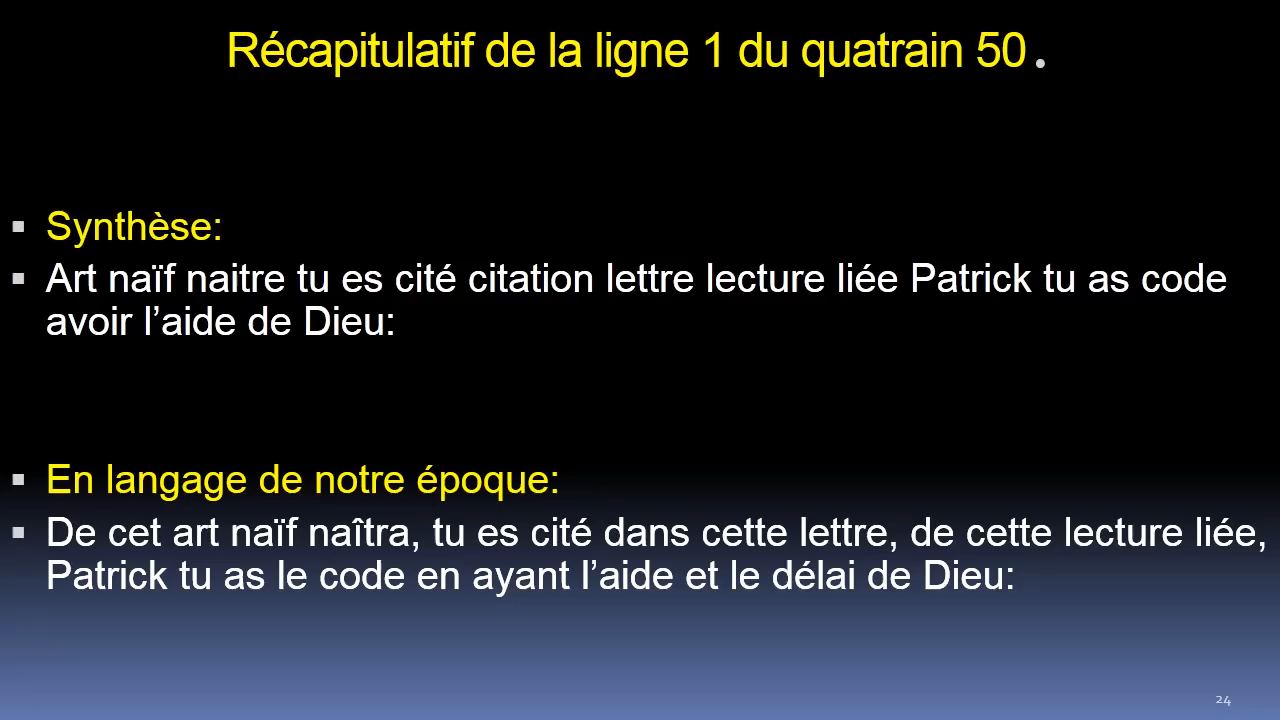 Récapitulatif de la ligne 1 du quatrain 50.
Synthèse:
Art naïf naitre tu es cité citation lettre lecture liée Patrick tu as code
avoir l’aide de Dieu:
En langage de notre époque:
De cet art naïf naîtra, tu es cité dans cette lettre, de cette lecture liée,
Patrick tu as le code en ayant l’aide et le délai de Dieu:
24